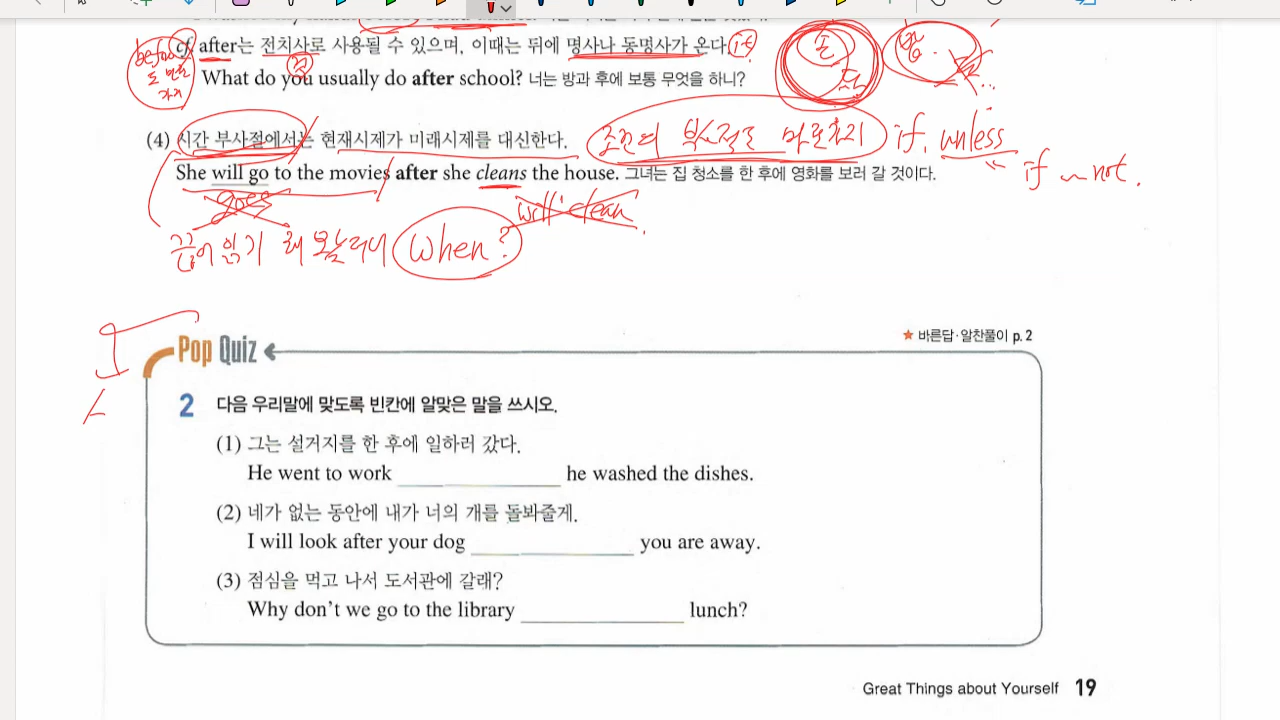 cf. after는 전치사로 사용될 수 있으며, 이때는 뒤에 명사나 동명사가 온다.
before
도 반
가지
What do you usually do after school? 너는 방과 후에 보통 무엇을 하니?
(4) 시간 부사절에서는 현재시제가 미래시제를 대신한다. 조건의 부사절도 마찬가지 if, unless
She will go to the movies after she cleans the house. 그녀는 집 청소를 한 후에 영화를 보러 갈 것이다. if ~ not.
goes will clean
끊어 읽기 when?
Pop Quiz
★ 바른답·알찬풀이 p. 2
2 다음 우리말에 맞도록 빈칸에 알맞은 말을 쓰시오.
(1) 그는 설거지를 한 후에 일하러 갔다.
He went to work ____________ he washed the dishes.
(2) 네가 없는 동안에 내가 너의 개를 돌봐줄게.
I will look after your dog ____________ you are away.
(3) 점심을 먹고 나서 도서관에 갈래?
Why don't we go to the library ____________ lunch?
Great Things about Yourself 19